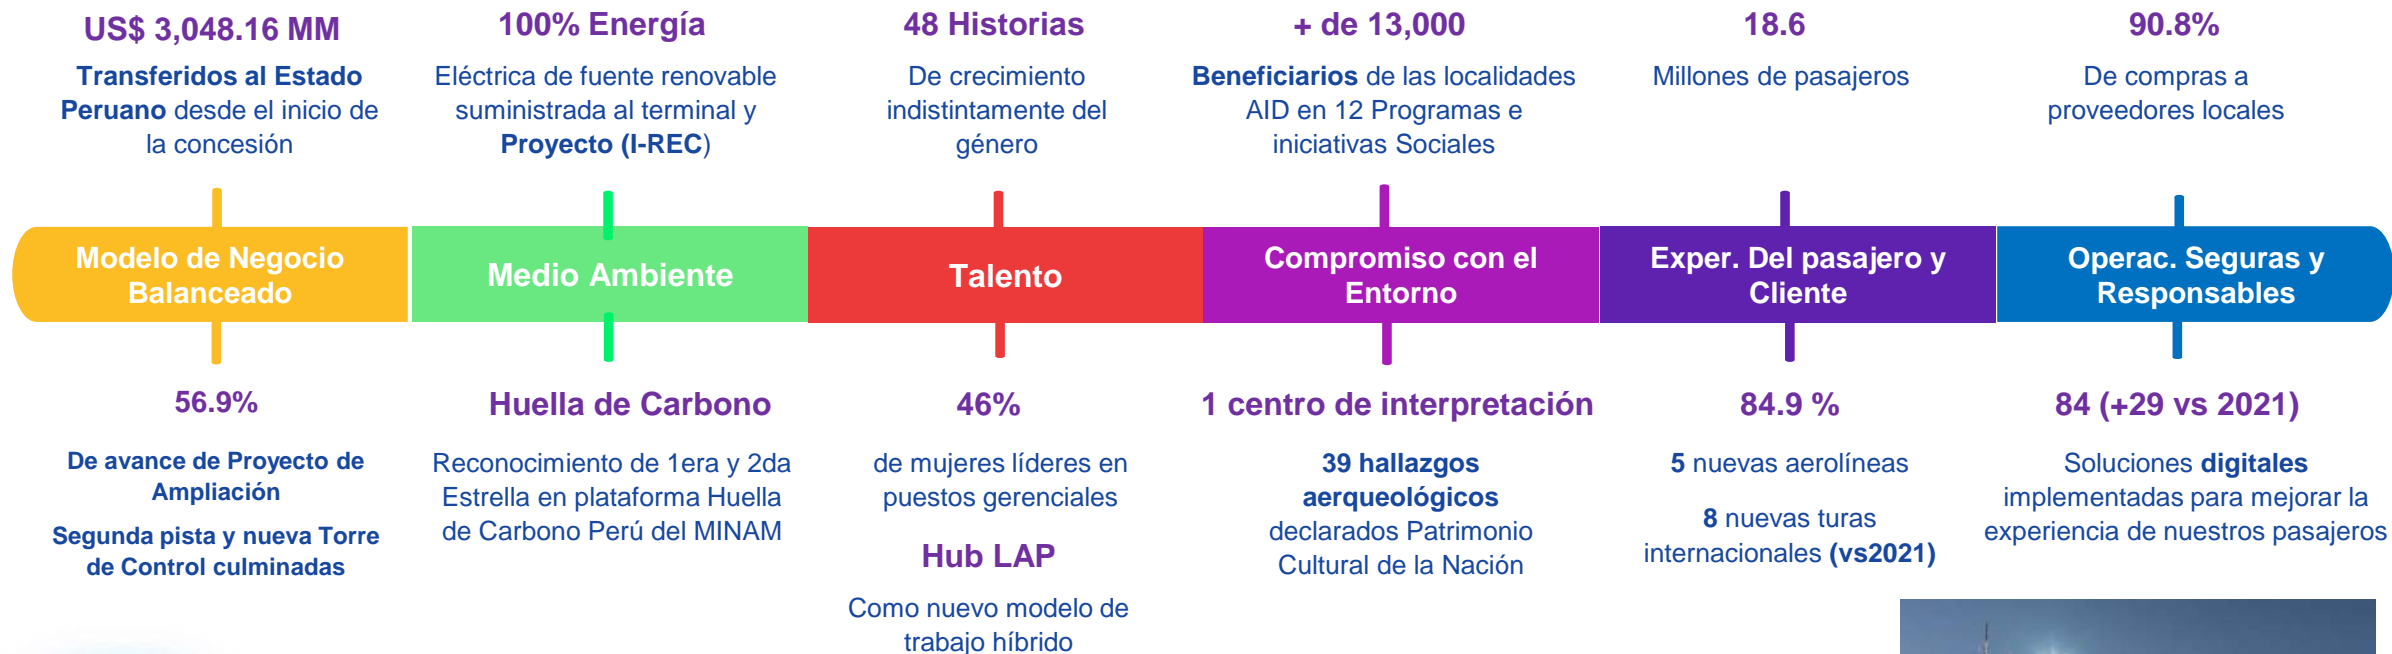 US$ 3,048.16 MM
Transferidos al Estado
Peruano desde el inicio de
la concesión
100% Energía
Eléctrica de fuente renovable
suministrada al terminal y
Proyecto (I-REC)
48 Historias
De crecimiento
indistintamente del
género
+ de 13,000
Beneficiarios de las localidades
AID en 12 Programas e
iniciativas Sociales
18.6
Millones de pasajeros
90.8%
De compras a
proveedores locales
Modelo de Negocio
Balanceado
Medio Ambiente
Talento
Compromiso con el
Entorno
Exper. Del pasajero y
Cliente
Operac. Seguras y
Responsables
56.9%
De avance de Proyecto de
Ampliación
Segunda pista y nueva Torre
de Control culminadas
Huella de Carbono
Reconocimiento de 1era y 2da
Estrella en plataforma Huella
de Carbono Perú del MINAM
46%
de mujeres líderes en
puestos gerenciales
Hub LAP
Como nuevo modelo de
trabajo híbrido
1 centro de interpretación
39 hallazgos
aerqueológicos
declarados Patrimonio
Cultural de la Nación
84.9 %
5 nuevas aerolíneas
8 nuevas turas
internacionales (vs2021)
84 (+29 vs 2021)
Soluciones digitales
implementadas para mejorar la
experiencia de nuestros pasajeros